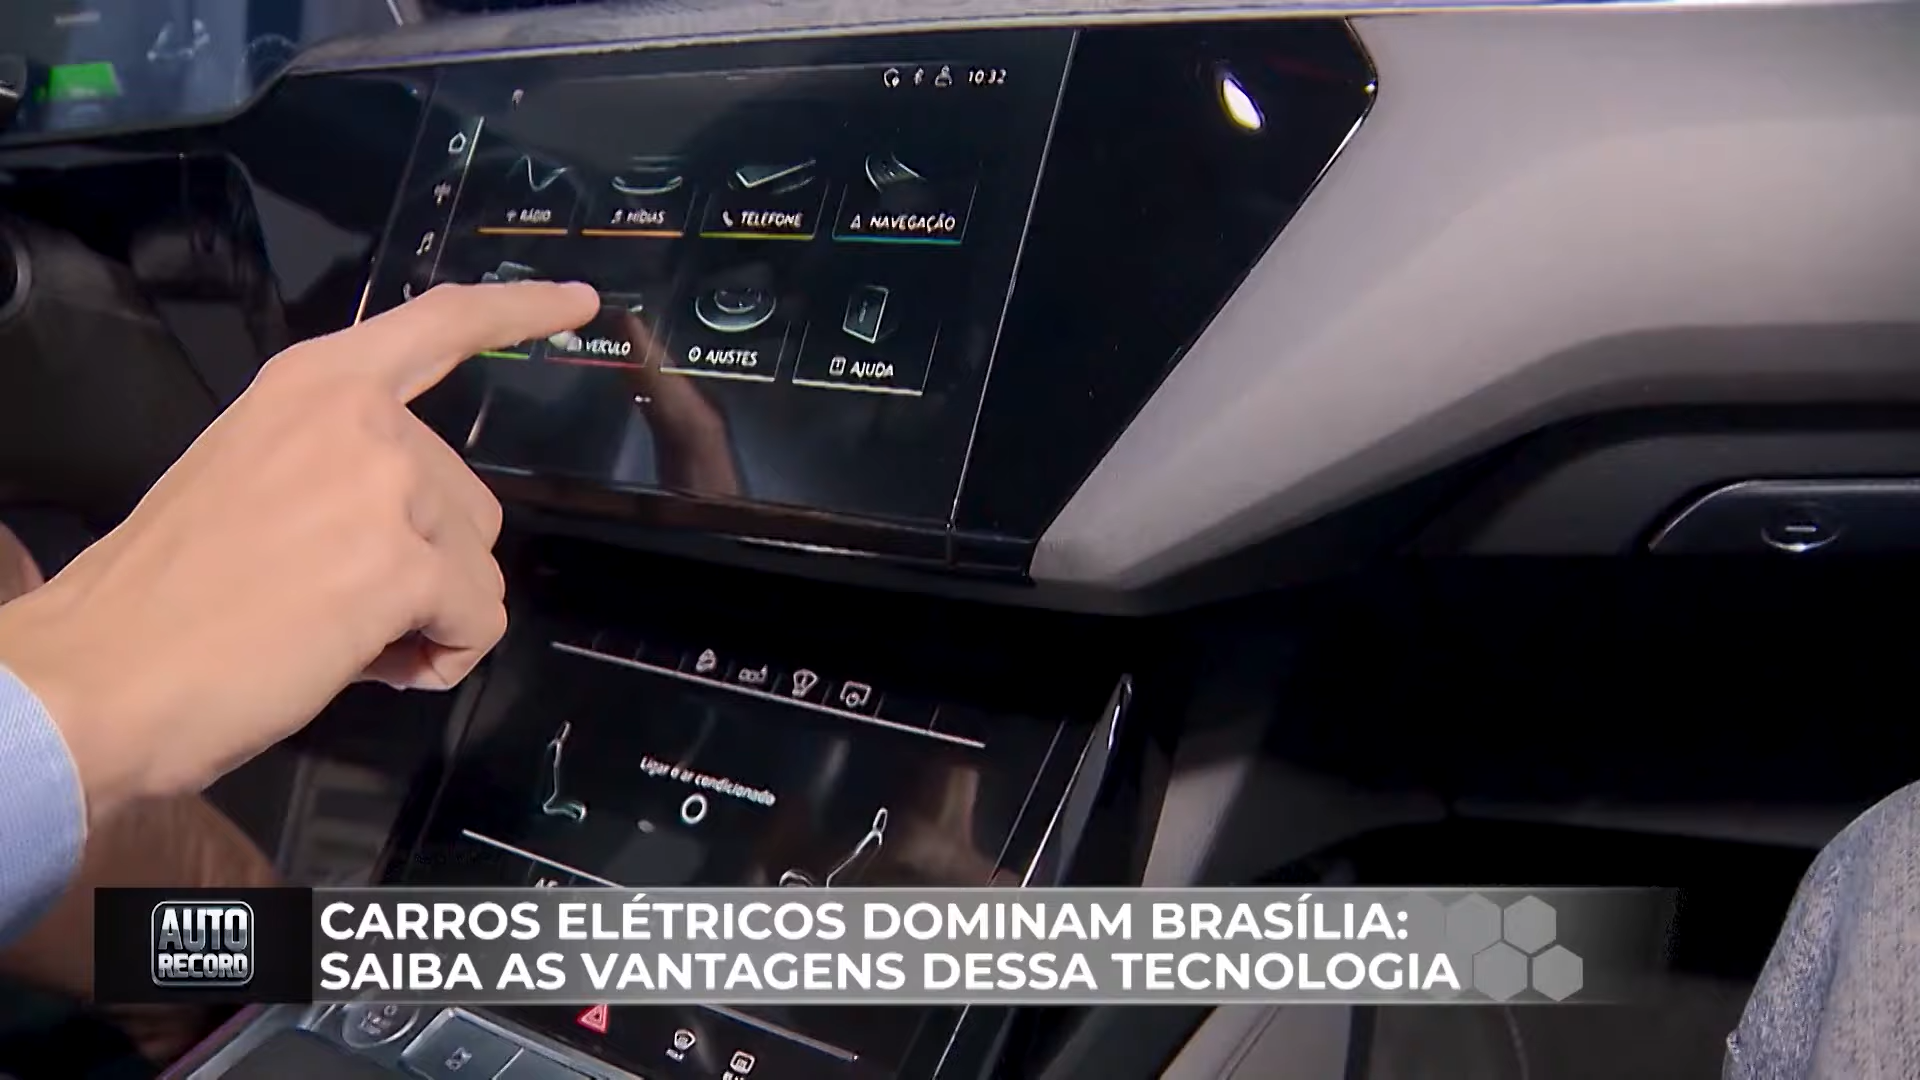 10:32
RÁDIO
MÍDIAS
TELEFONE
NAVEGAÇÃO
VEÍCULO
AJUSTES
AJUDA
Ligar o ar condicionado
AUTO
RECORD
CARROS ELÉTRICOS DOMINAM BRASÍLIA:
SAIBA AS VANTAGENS DESSA TECNOLOGIA